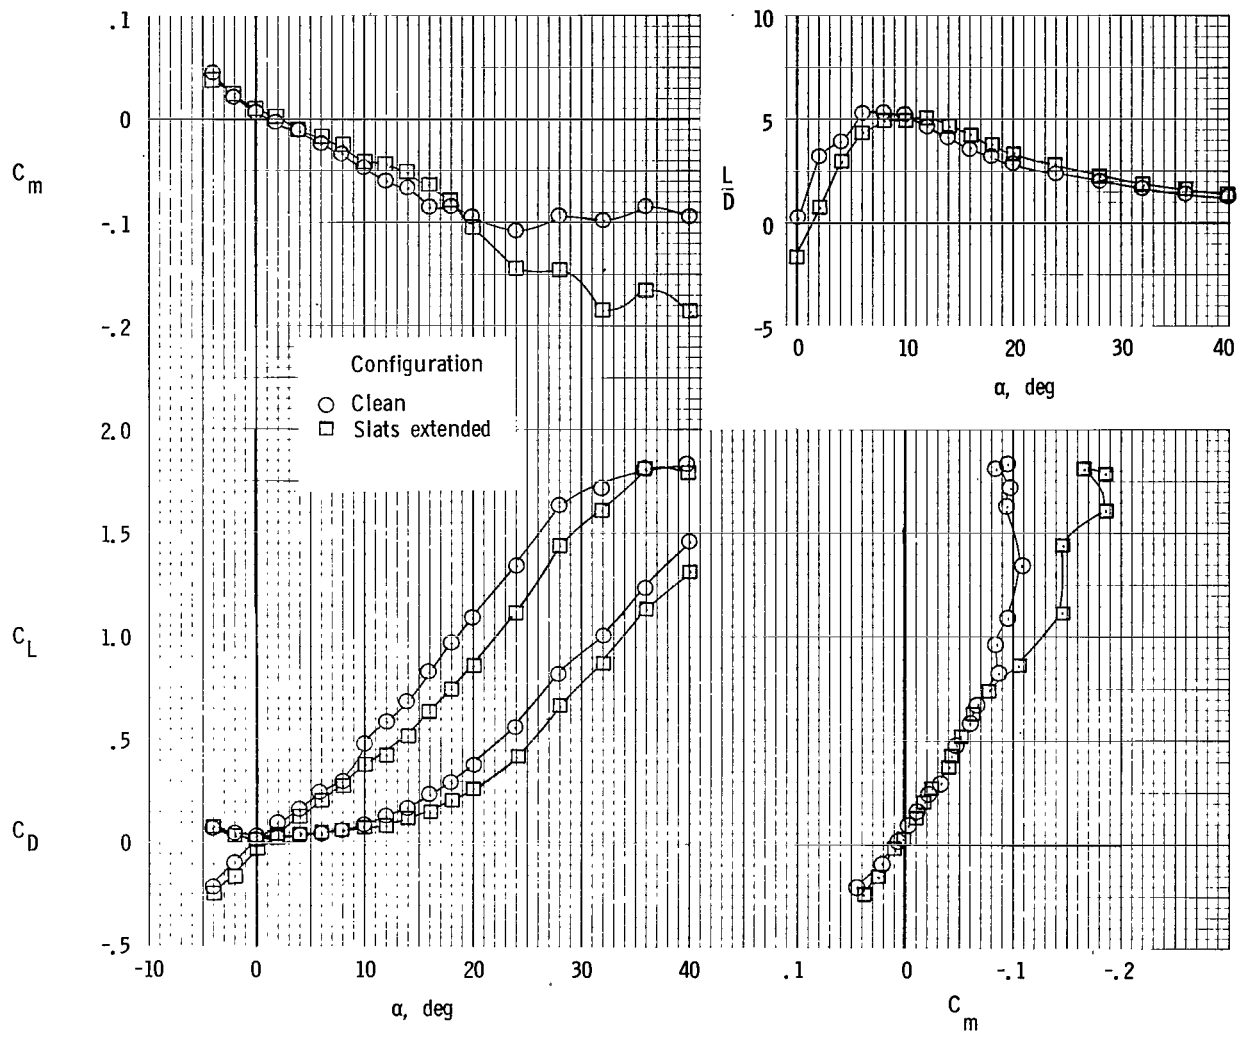 .1
0
-.1
-.2
C m
Configuration
Clean
Slats extended
2.0
1.5
1.0
.5
0
-.5
C L
C D
-10 0 10 20 30 40
α, deg
10
5
0
-5
L
D
0 10 20 30 40
α, deg
.1 0 -.1 -.2
C m